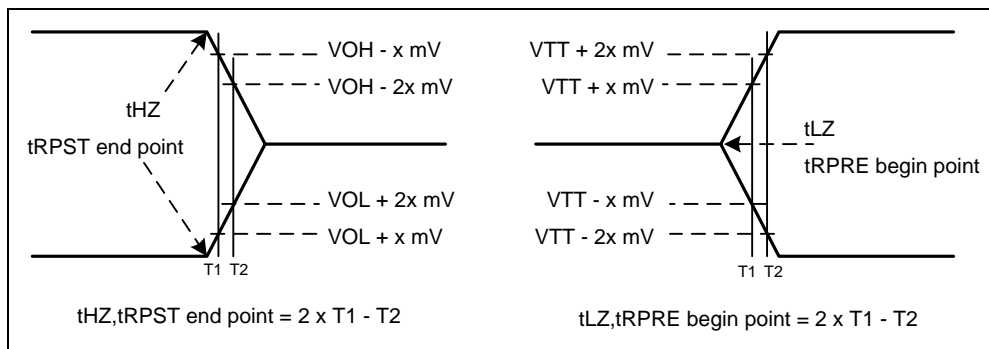 VOH - x mV
VOH - 2x mV
tHZ
tRPST end point
VOL + 2x mV
VOL + x mV
T1 T2
tHZ,tRPST end point = 2 x T1 - T2
VTT + 2x mV
VTT + x mV
tLZ
tRPRE begin point
VTT - x mV
VTT - 2x mV
T1 T2
tLZ,tRPRE begin point = 2 x T1 - T2